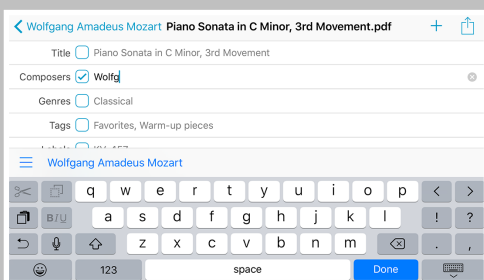 Wolfgang Amadeus Mozart Piano Sonata in C Minor, 3rd Movement.pdf
Title Piano Sonata in C Minor, 3rd Movement
Composers Wolfg
Genres Classical
Tags Favorites, Warm-up pieces
Wolfgang Amadeus Mozart
q w e r t y u i o p < >
B/U a s d f g h j k l ! ?
z x c v b n m . ,
123 space Done